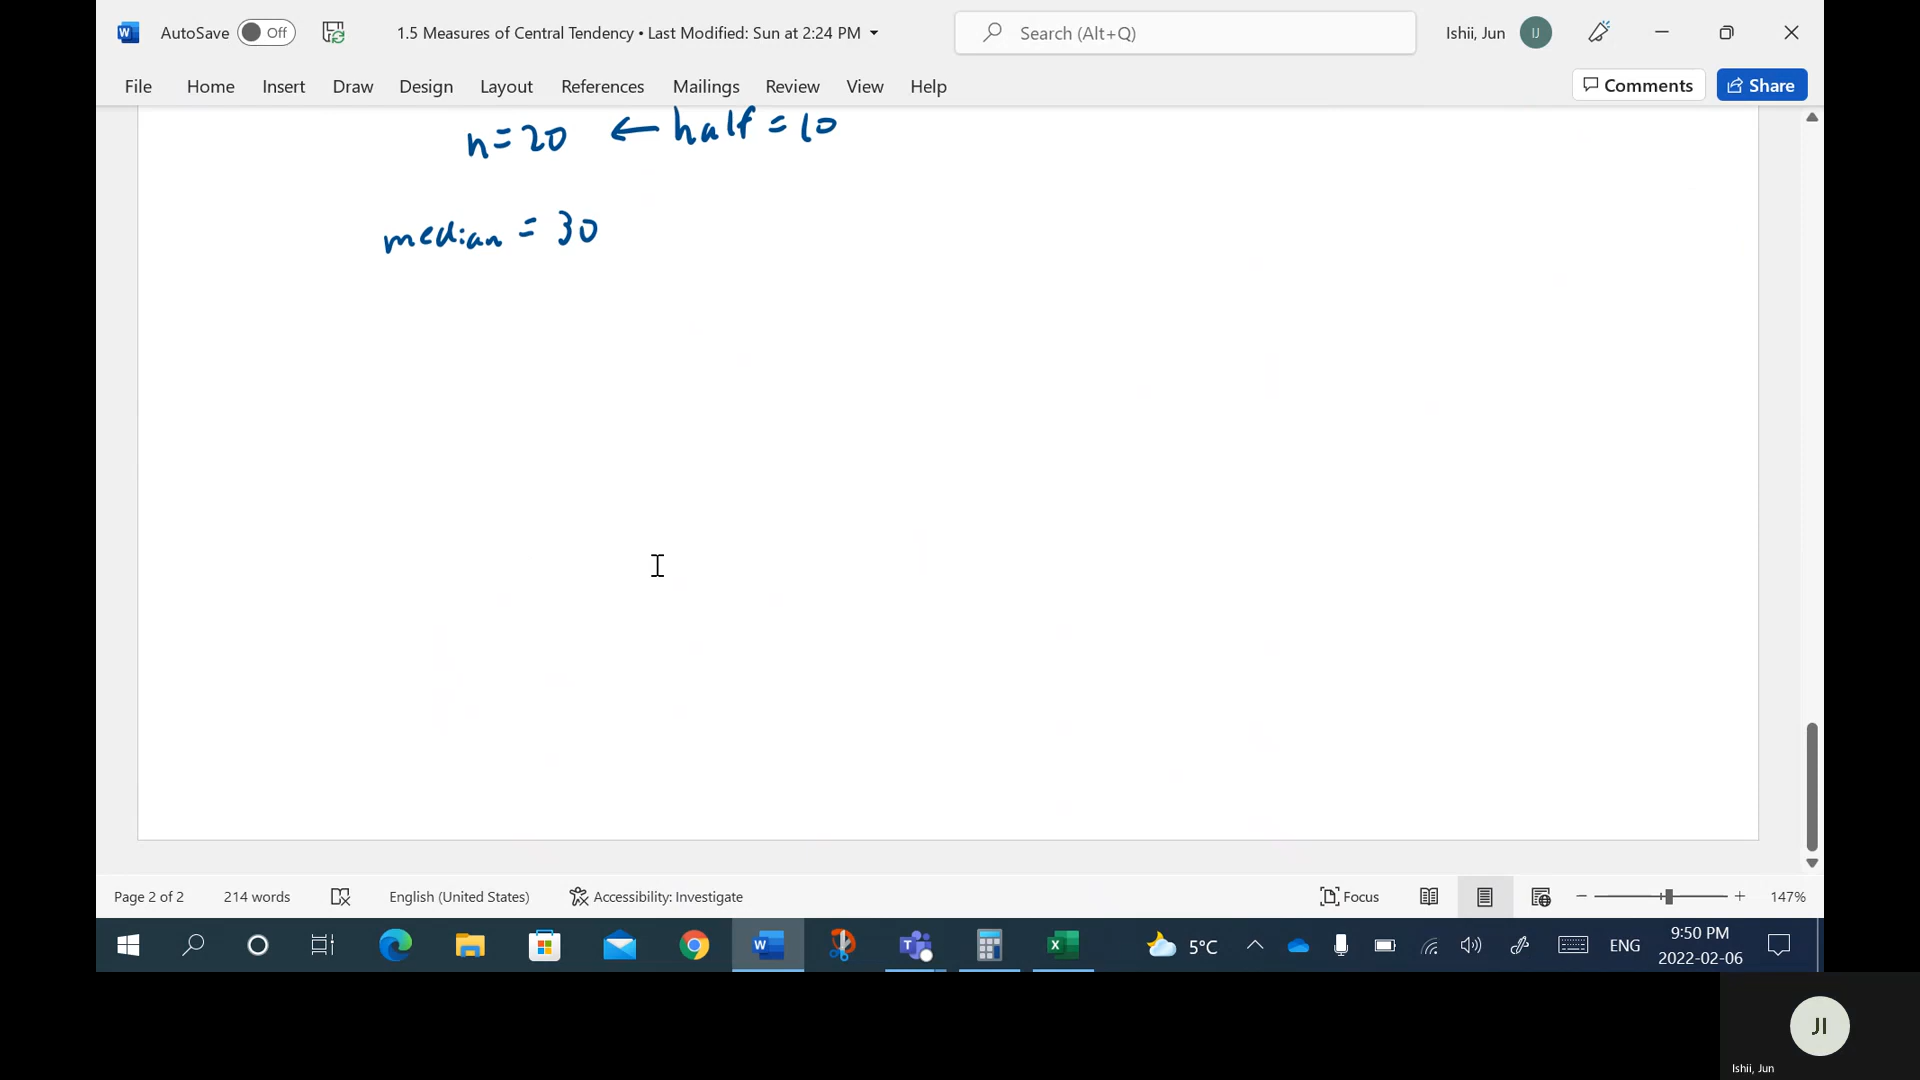 AutoSave Off 1.5 Measures of Central Tendency • Last Modified: Sun at 2:24 PM Search (Alt+Q) Ishii, Jun IJ
File Home Insert Draw Design Layout References Mailings Review View Help Comments Share
n=20 ← half = 10
median = 30
Page 2 of 2 214 words English (United States) Accessibility: Investigate Focus 147%
5°C ENG 9:50 PM
2022-02-06
JI
Ishii, Jun